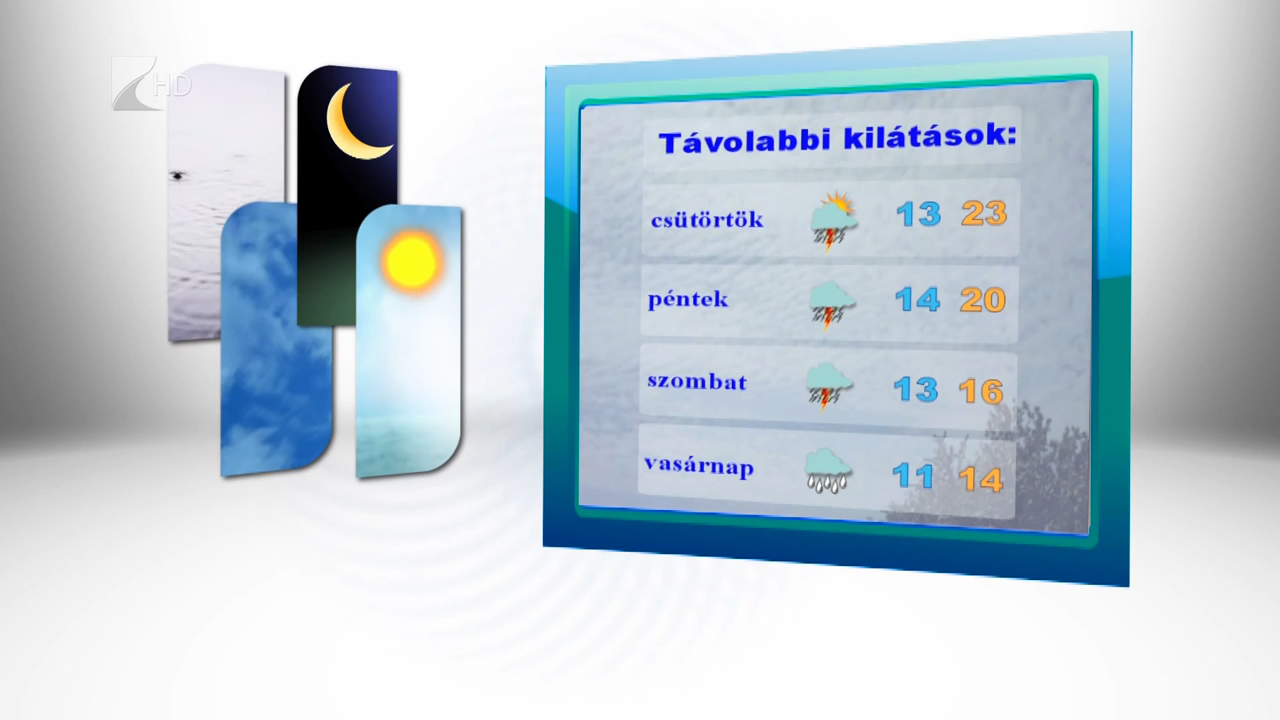 HD
Távolabbi kilátások:
csütörtök 13 23
péntek 14 20
szombat 13 16
vasárnap 11 14